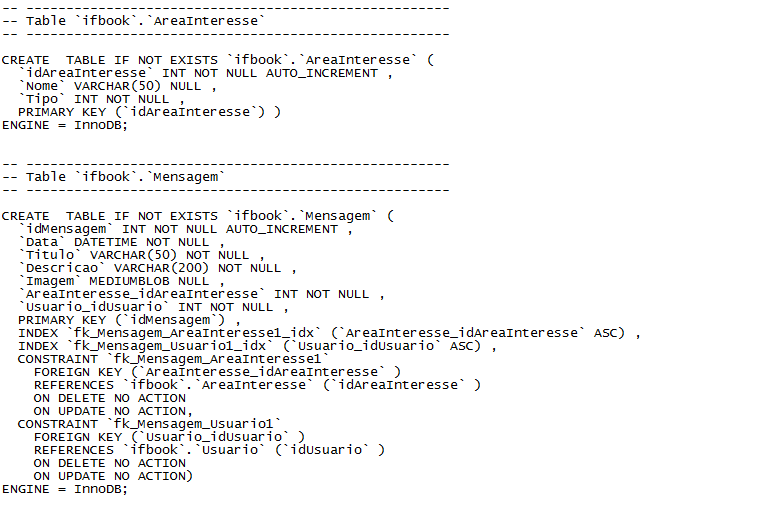 -- -----------------------------------------------------
-- Table `ifbook`.`AreaInteresse`
-- -----------------------------------------------------
CREATE  TABLE IF NOT EXISTS `ifbook`.`AreaInteresse` (
  `idAreaInteresse` INT NOT NULL AUTO_INCREMENT ,
  `Nome` VARCHAR(50) NULL ,
  `Tipo` INT NOT NULL ,
  PRIMARY KEY (`idAreaInteresse`) )
ENGINE = InnoDB;
-- -----------------------------------------------------
-- Table `ifbook`.`Mensagem`
-- -----------------------------------------------------
CREATE  TABLE IF NOT EXISTS `ifbook`.`Mensagem` (
  `idMensagem` INT NOT NULL AUTO_INCREMENT ,
  `Data` DATETIME NOT NULL ,
  `Titulo` VARCHAR(50) NOT NULL ,
  `Descricao` VARCHAR(200) NOT NULL ,
  `Imagem` MEDIUMBLOB NULL ,
  `AreaInteresse_idAreaInteresse` INT NOT NULL ,
  `Usuario_idUsuario` INT NOT NULL ,
  PRIMARY KEY (`idMensagem`) ,
  INDEX `fk_Mensagem_AreaInteresse1_idx` (`AreaInteresse_idAreaInteresse` ASC) ,
  INDEX `fk_Mensagem_Usuario1_idx` (`Usuario_idUsuario` ASC) ,
  CONSTRAINT `fk_Mensagem_AreaInteresse1`
    FOREIGN KEY (`AreaInteresse_idAreaInteresse` )
    REFERENCES `ifbook`.`AreaInteresse` (`idAreaInteresse` )
    ON DELETE NO ACTION
    ON UPDATE NO ACTION,
  CONSTRAINT `fk_Mensagem_Usuario1`
    FOREIGN KEY (`Usuario_idUsuario` )
    REFERENCES `ifbook`.`Usuario` (`idUsuario` )
    ON DELETE NO ACTION
    ON UPDATE NO ACTION)
ENGINE = InnoDB;